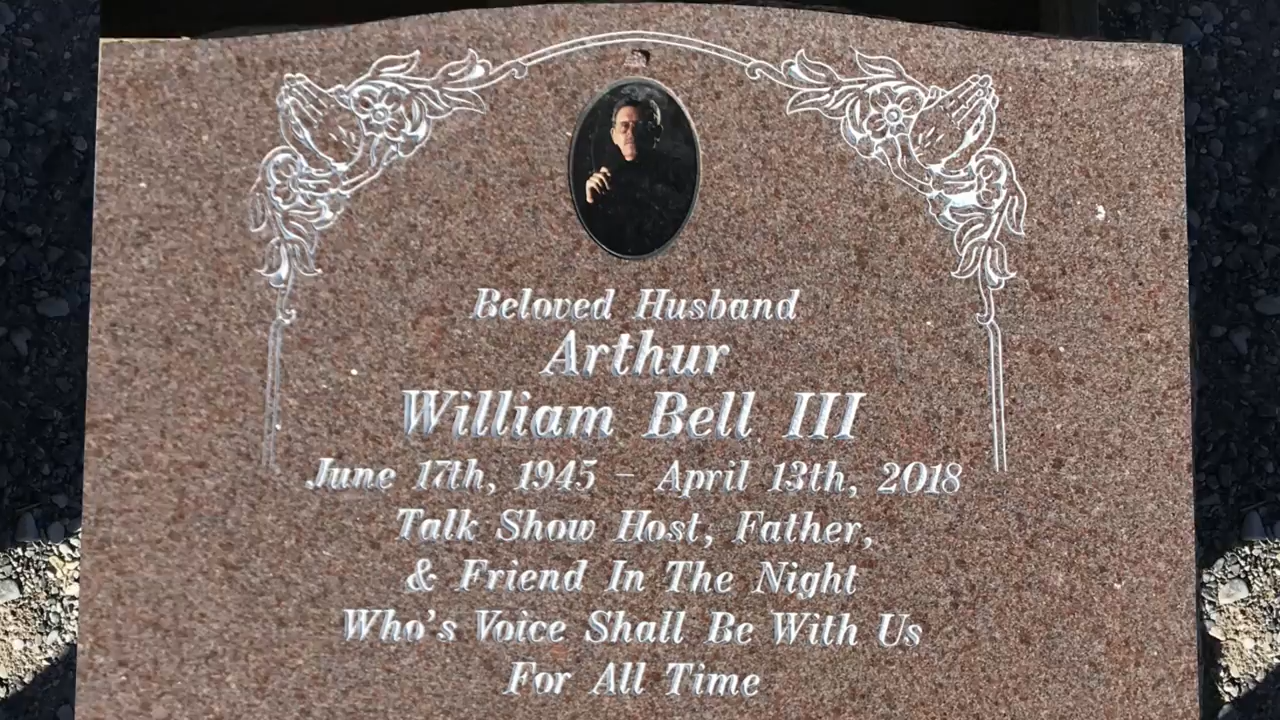 Beloved Husband
Arthur
William Bell III
June 17th, 1945 - April 13th, 2018
Talk Show Host, Father,
& Friend In The Night
Who's Voice Shall Be With Us
For All Time